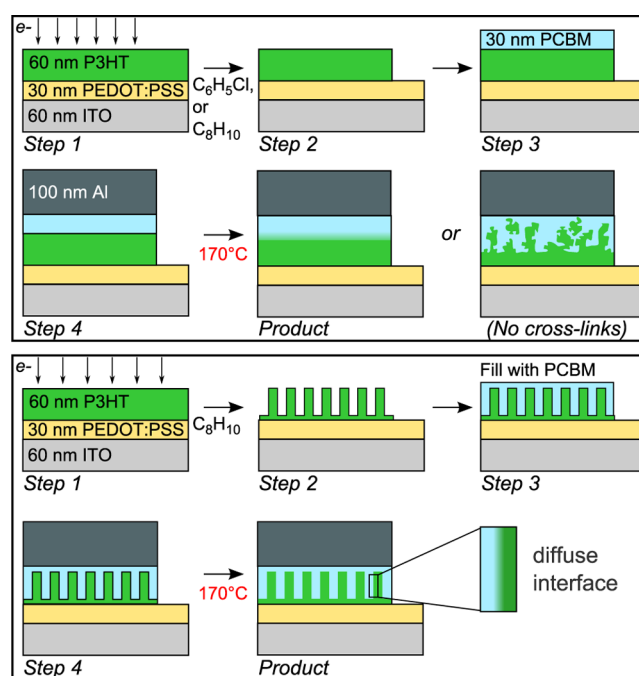 e-
60 nm P3HT
30 nm PEDOT:PSS
60 nm ITO
Step 1
C₆H₅Cl,
or
C₈H₁₀
Step 2
30 nm PCBM
Step 3
100 nm Al
Step 4
170°C
Product
or
(No cross-links)
e-
60 nm P3HT
30 nm PEDOT:PSS
60 nm ITO
Step 1
C₈H₁₀
Step 2
Fill with PCBM
Step 3
Step 4
170°C
Product
diffuse
interface